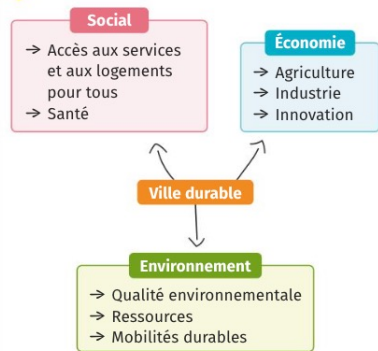 Social
→ Accès aux services
et aux logements
pour tous
→ Santé
Économie
→ Agriculture
→ Industrie
→ Innovation
Ville durable
Environnement
→ Qualité environnementale
→ Ressources
→ Mobilités durables